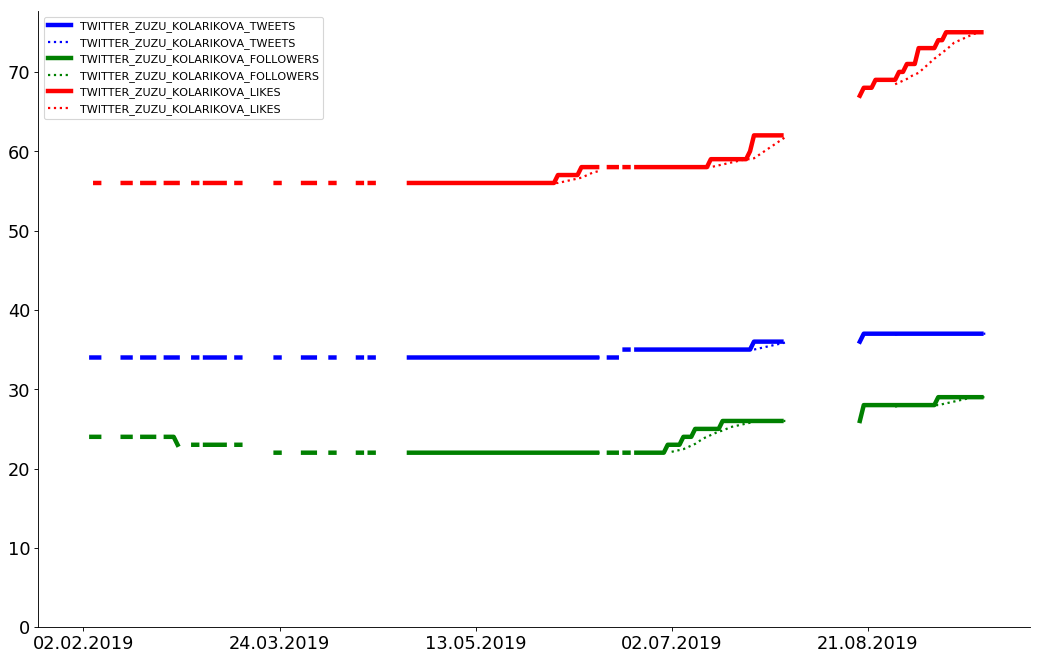 TWITTER_ZUZU_KOLARIKOVA_TWEETS
TWITTER_ZUZU_KOLARIKOVA_TWEETS
TWITTER_ZUZU_KOLARIKOVA_FOLLOWERS
TWITTER_ZUZU_KOLARIKOVA_FOLLOWERS
TWITTER_ZUZU_KOLARIKOVA_LIKES
TWITTER_ZUZU_KOLARIKOVA_LIKES
70
60
50
40
30
20
10
0
02.02.2019 24.03.2019 13.05.2019 02.07.2019 21.08.2019